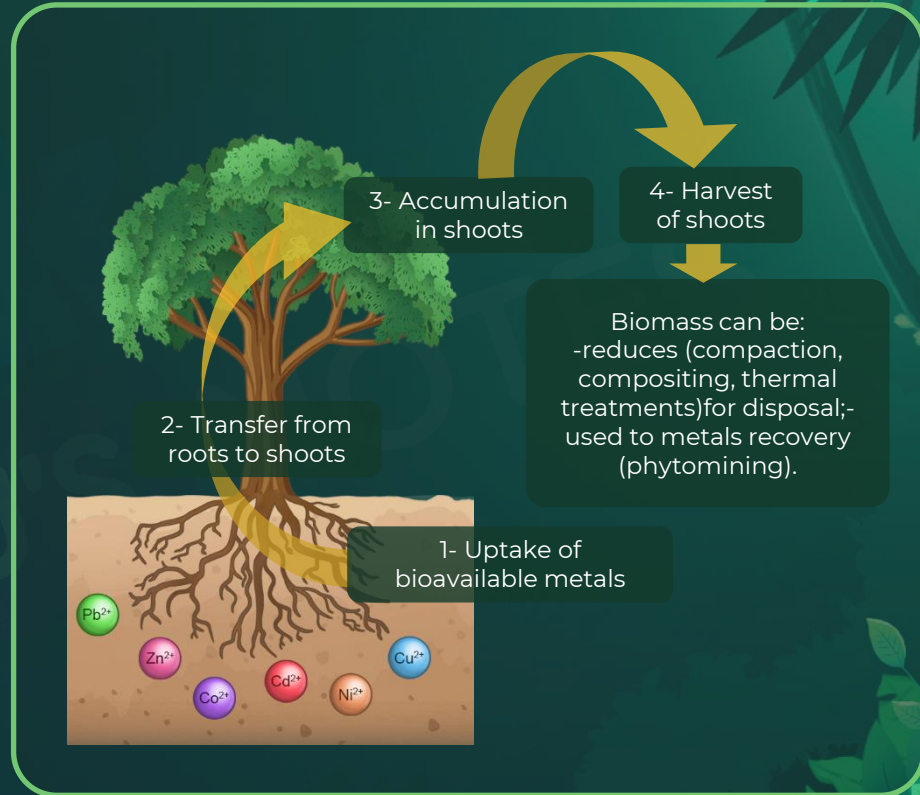 3- Accumulation
in shoots
4- Harvest
of shoots
Biomass can be:
-reduces (compaction,
compositing, thermal
treatments)for disposal;-
used to metals recovery
(phytomining).
2- Transfer from
roots to shoots
1- Uptake of
bioavailable metals
Pb²⁺
Zn²⁺
Co²⁺
Cd²⁺
Ni²⁺
Cu²⁺